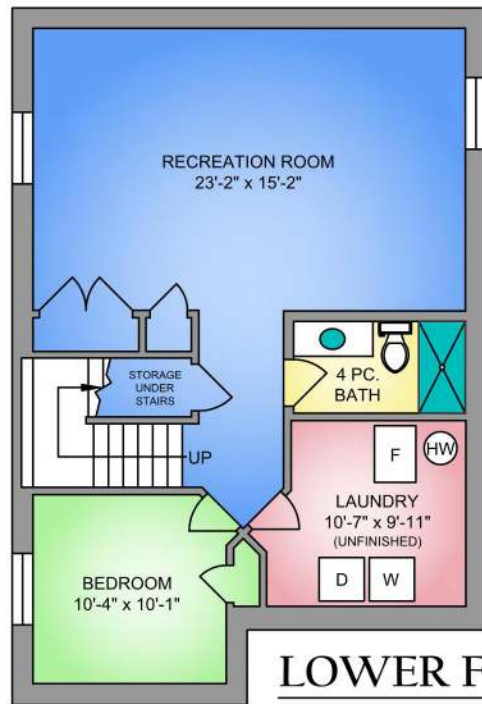 RECREATION ROOM
23'-2" x 15'-2"
STORAGE
UNDER
STAIRS
4 PC.
BATH
UP
F
HW
LAUNDRY
10'-7" x 9'-11"
(UNFINISHED)
BEDROOM
10'-4" x 10'-1"
D
W
LOWER F